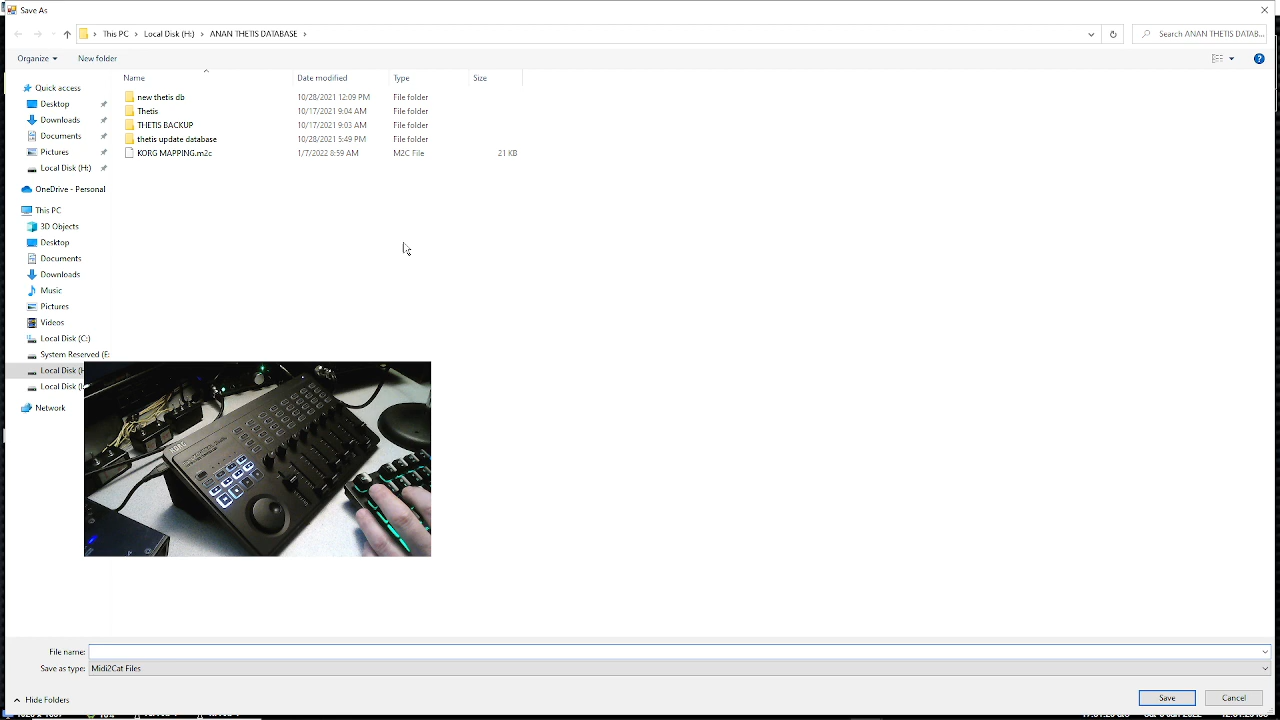 Save As
This PC > Local Disk (H:) > ANAN THETIS DATABASE >
Search ANAN THETIS DATAB...
Organize
New folder
Name
Date modified
Type
Size
Quick access
Desktop
Downloads
Documents
Pictures
Local Disk (H:)
OneDrive - Personal
This PC
3D Objects
Desktop
Documents
Downloads
Music
Pictures
Videos
Local Disk (C:)
System Reserved (E:
Local Disk (H
Local Disk (
Network
new thetis db 10/28/2021 12:09 PM File folder
Thetis 10/17/2021 9:04 AM File folder
THETIS BACKUP 10/17/2021 9:03 AM File folder
thetis update database 10/28/2021 5:49 PM File folder
KORG MAPPING.m2c 1/7/2022 8:59 AM M2C File 21 KB
KORG
File name:
Save as type: Midi2Cat Files
Hide Folders
Save
Cancel